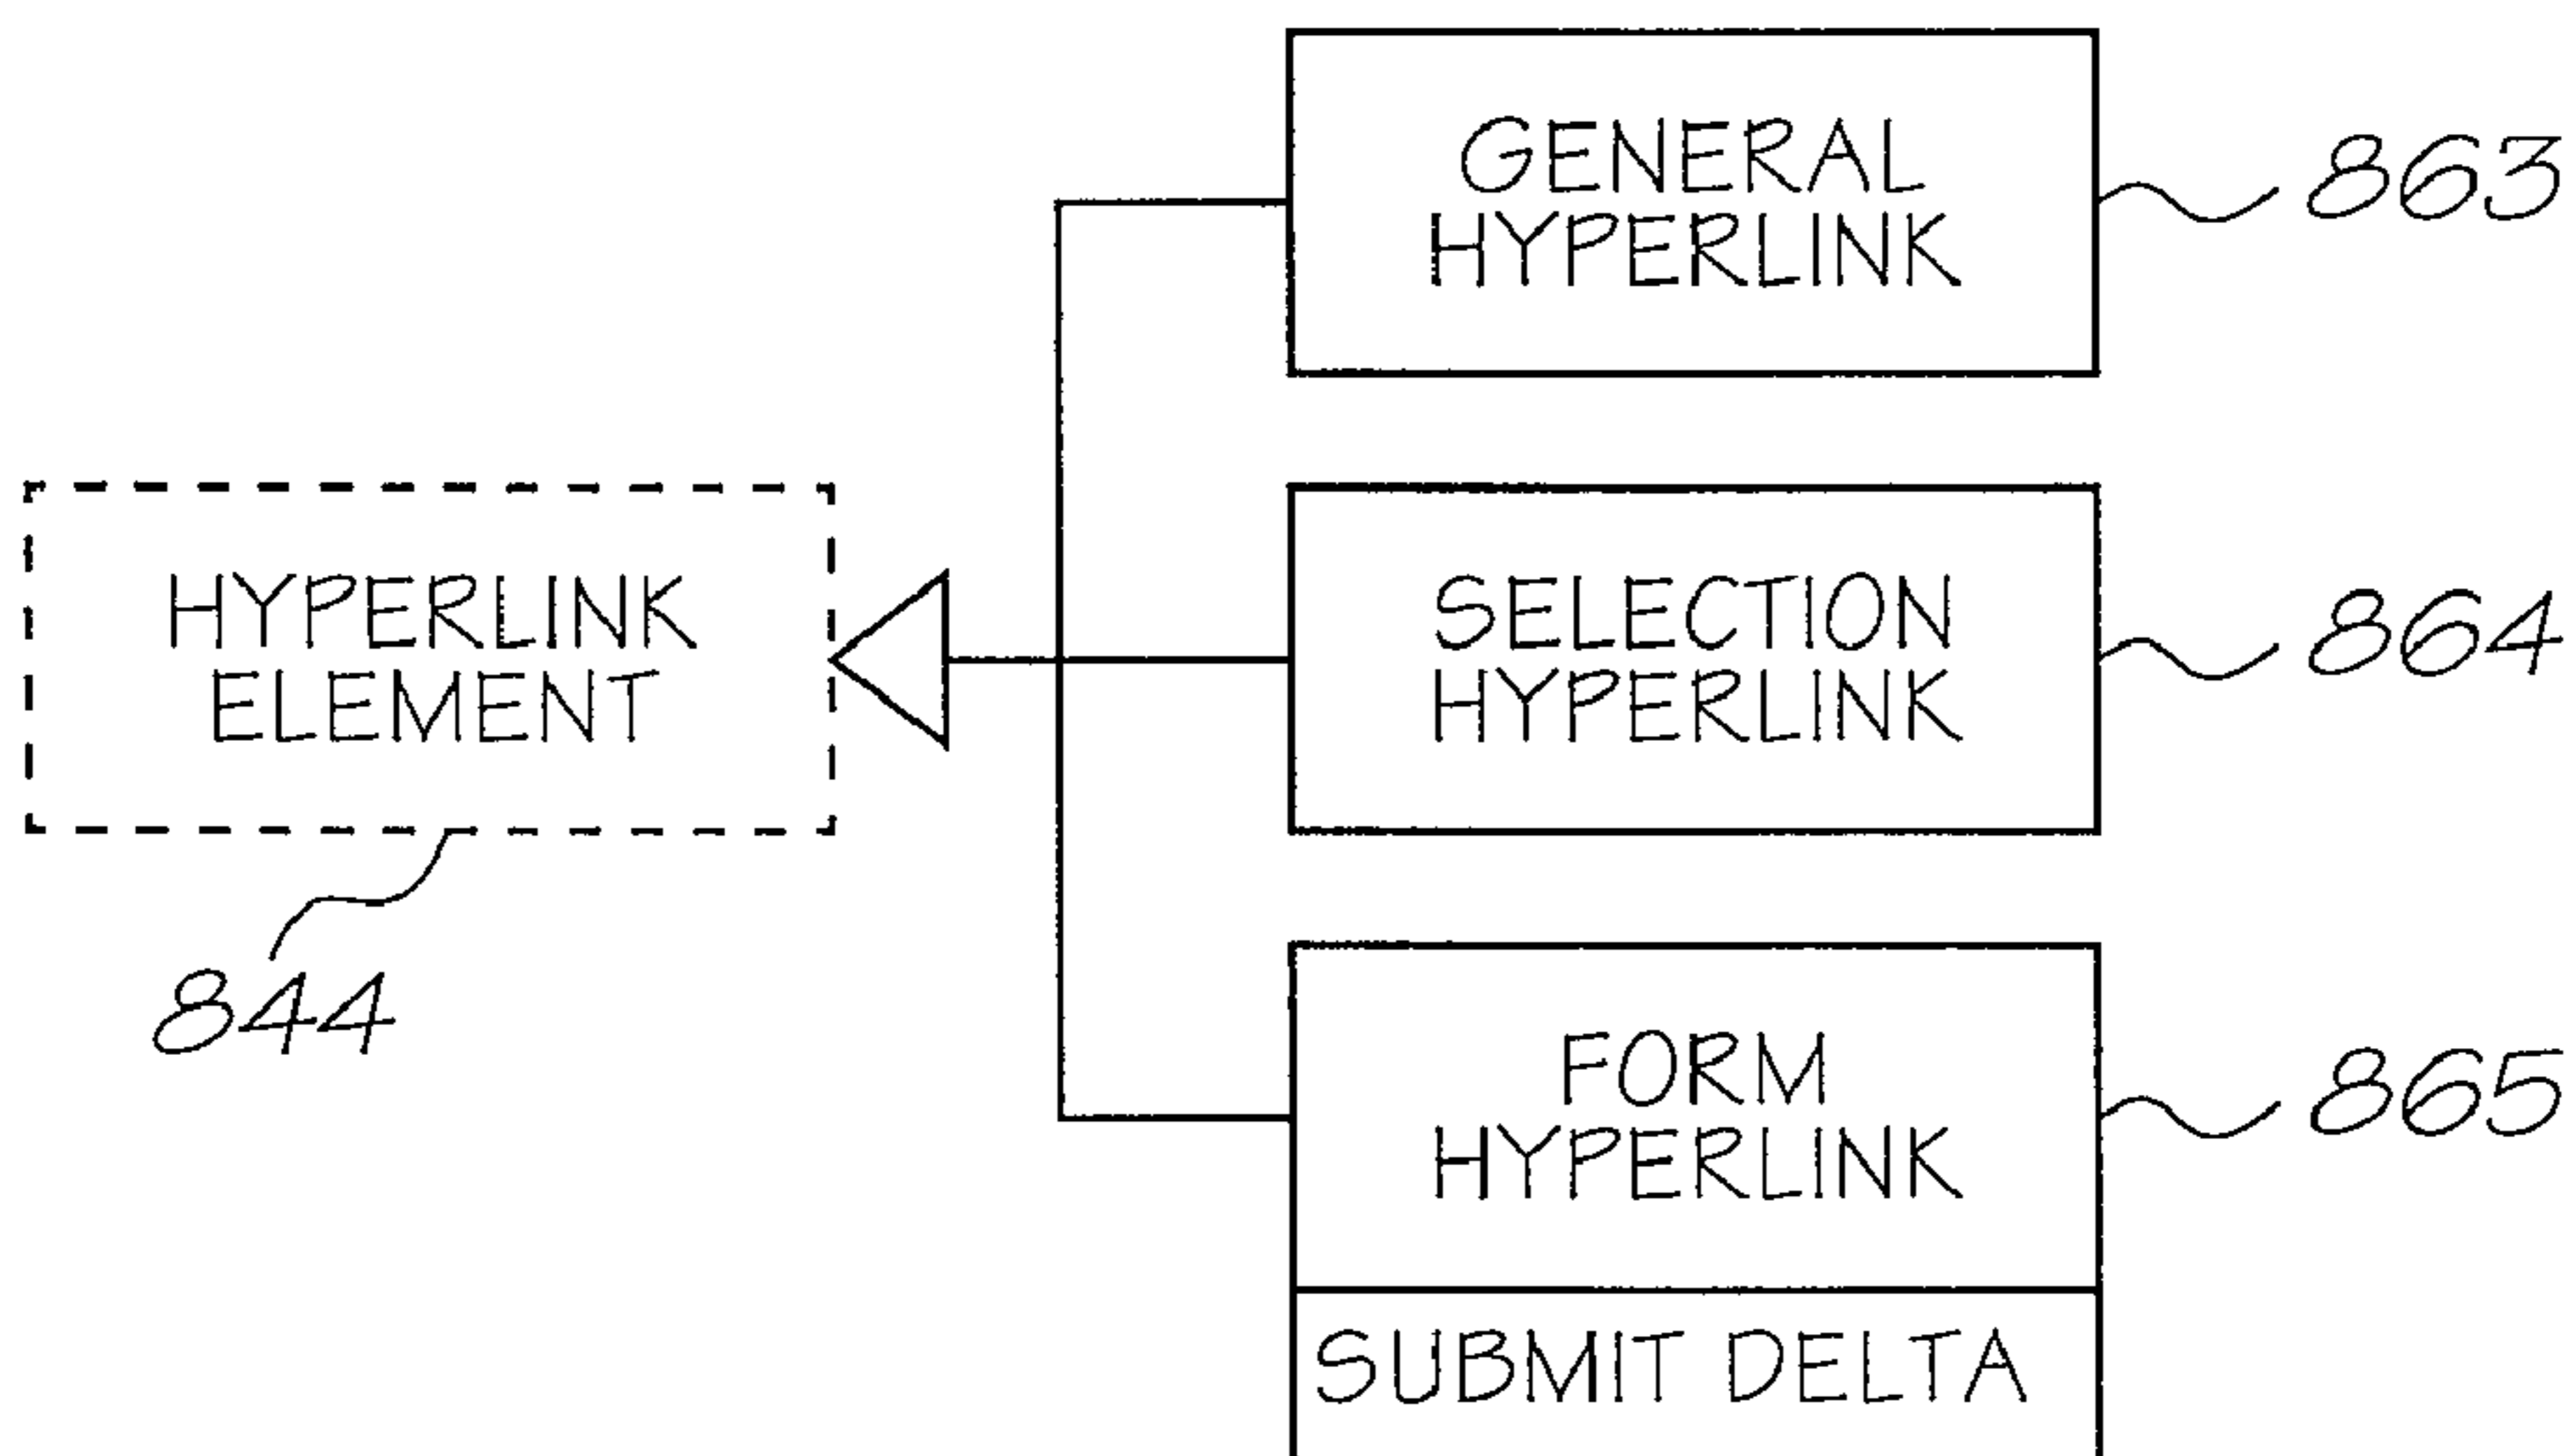 GENERAL
HYPERLINK
863
HYPERLINK
ELEMENT
844
SELECTION
HYPERLINK
864
FORM
HYPERLINK
865
SUBMIT DELTA